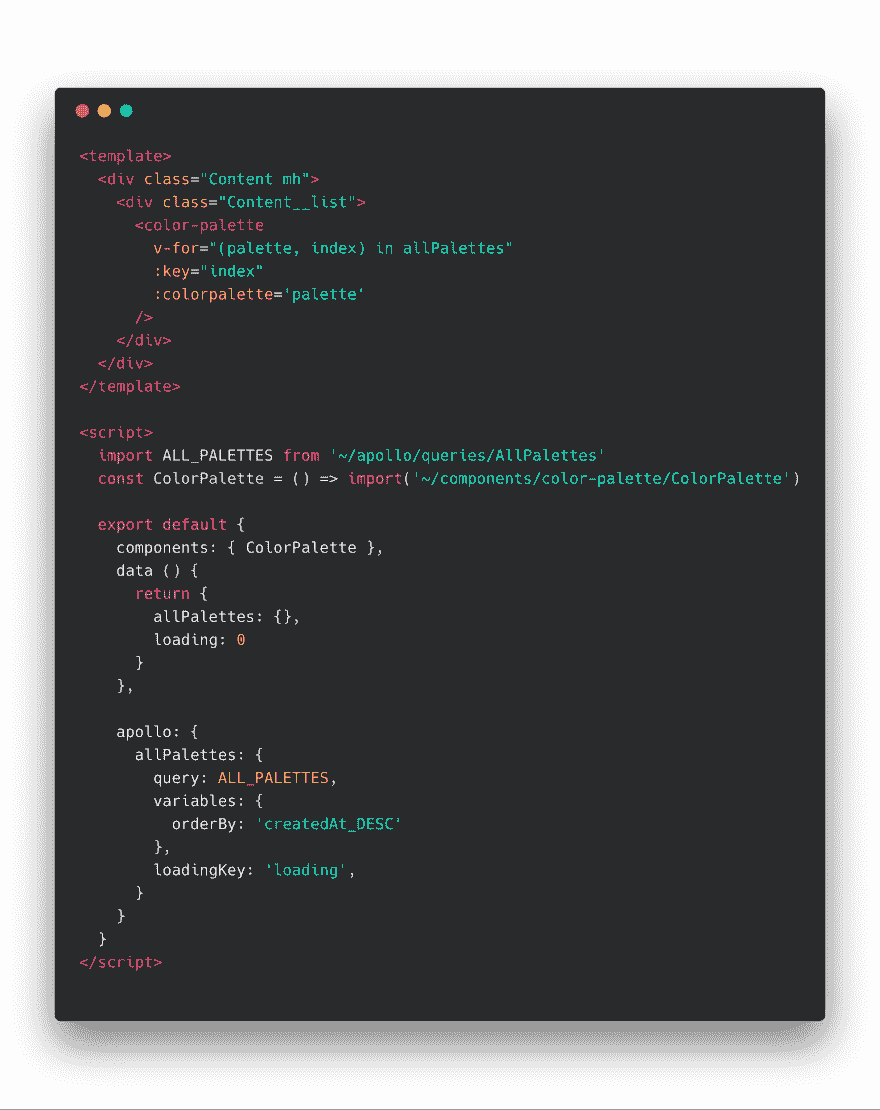 <template>
  <div class="Content mh">
    <div class="Content__list">
      <color-palette
        v-for="(palette, index) in allPalettes"
        :key="index"
        :colorpalette='palette'
      />
    </div>
  </div>
</template>

<script>
  import ALL_PALETTES from '~/apollo/queries/AllPalettes'
  const ColorPalette = () => import('~/components/color-palette/ColorPalette')

  export default {
    components: { ColorPalette },
    data () {
      return {
        allPalettes: {},
        loading: 0
      }
    },

    apollo: {
      allPalettes: {
        query: ALL_PALETTES,
        variables: {
          orderBy: 'createdAt_DESC'
        },
        loadingKey: 'loading',
      }
    }
  }
</script>